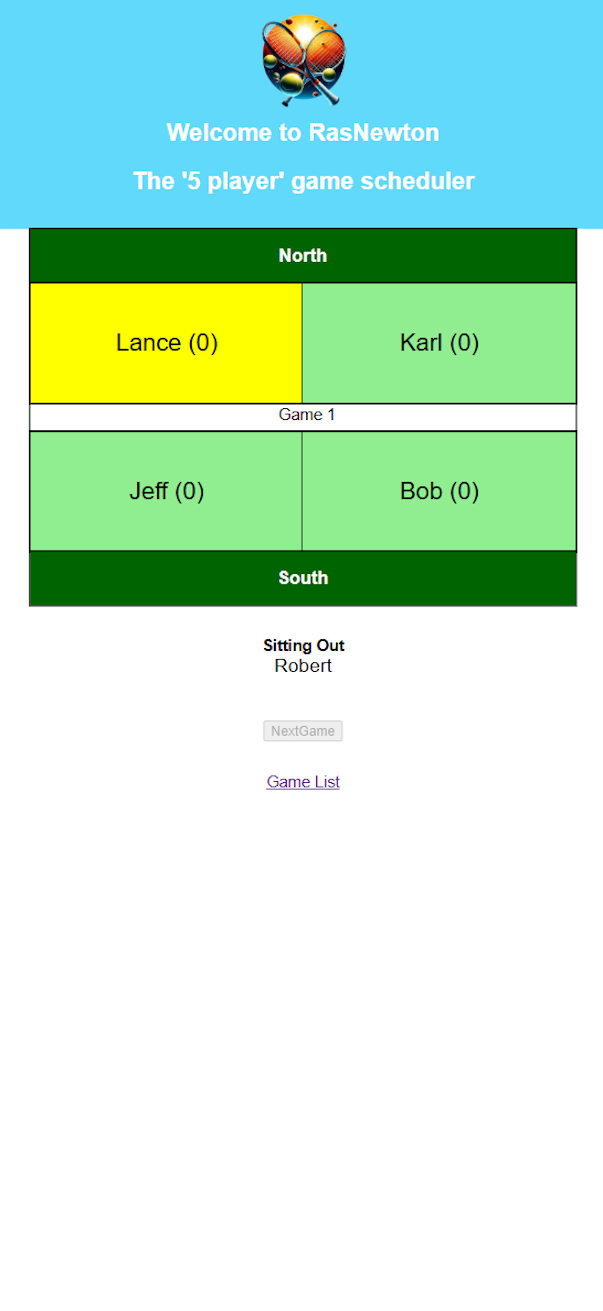 Welcome to RasNewton
The '5 player' game scheduler
North
Lance (0) Karl (0)
Game 1
Jeff (0) Bob (0)
South
Sitting Out
Robert
NextGame
Game List